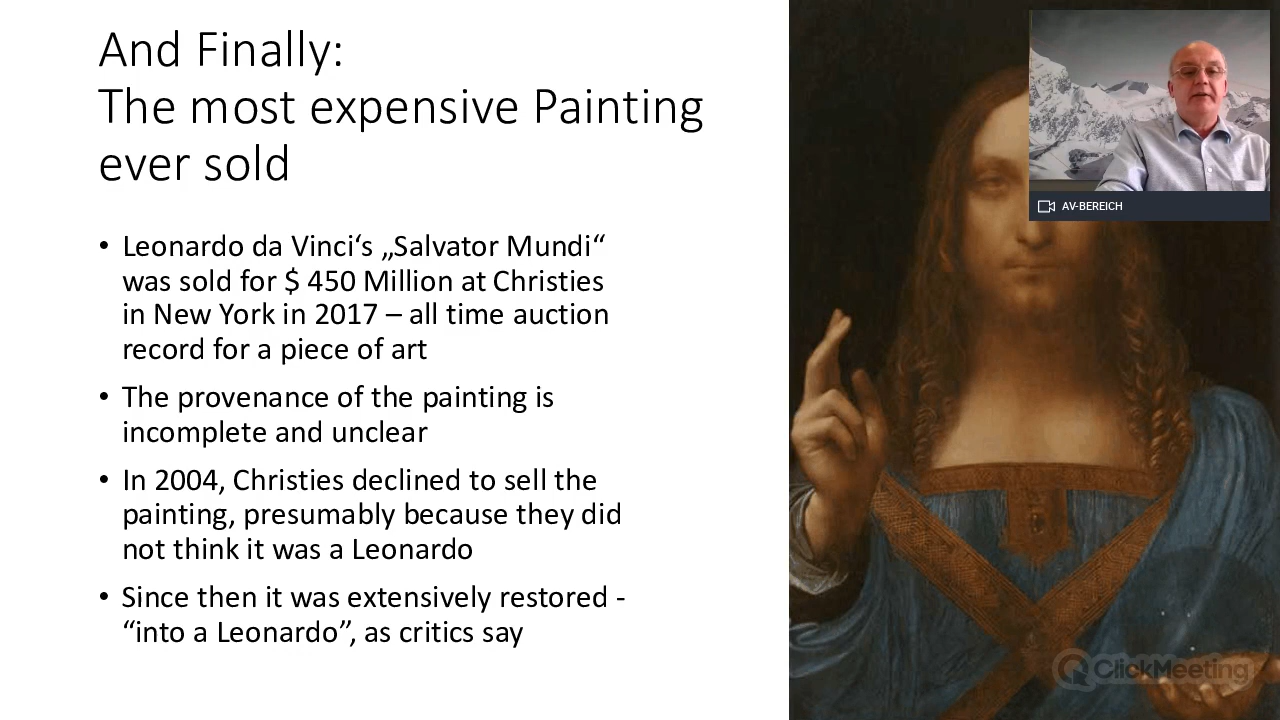 And Finally:
The most expensive Painting
ever sold
• Leonardo da Vinci‘s „Salvator Mundi“
was sold for $ 450 Million at Christies
in New York in 2017 – all time auction
record for a piece of art
• The provenance of the painting is
incomplete and unclear
• In 2004, Christies declined to sell the
painting, presumably because they did
not think it was a Leonardo
• Since then it was extensively restored -
“into a Leonardo”, as critics say
AV-BEREICH
ClickMeeting